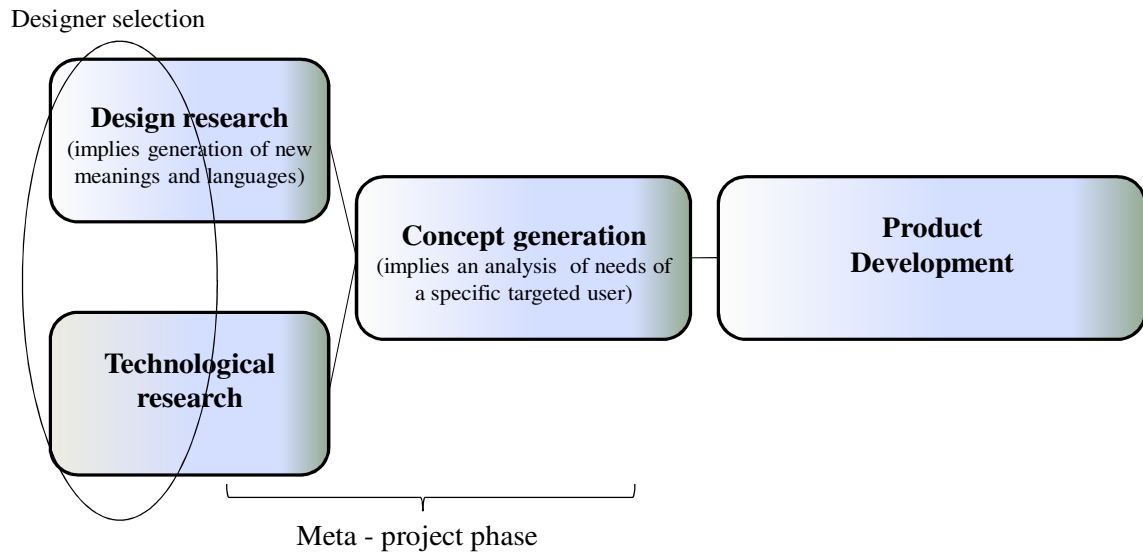 Designer selection
Design research
(implies generation of new
meanings and languages)
Technological
research
Concept generation
(implies an analysis of needs of
a specific targeted user)
Product
Development
Meta - project phase